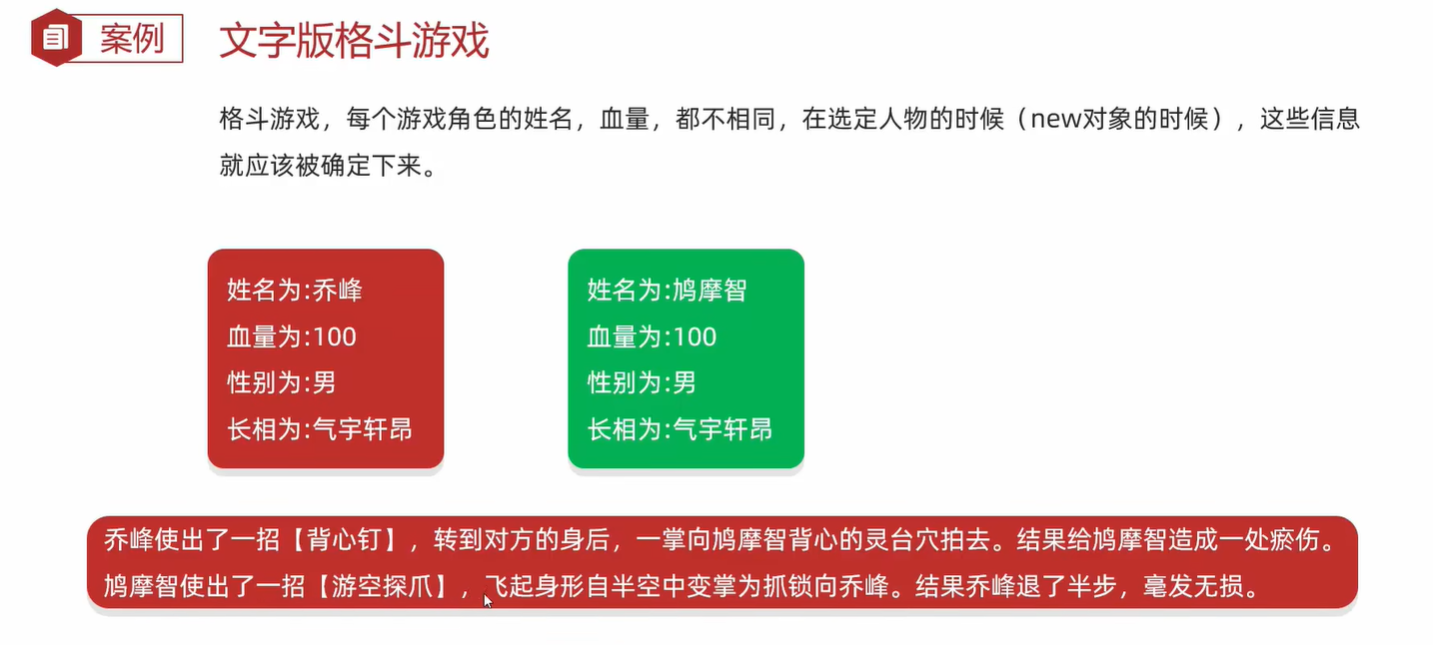 案例
文字版格斗游戏
格斗游戏，每个游戏角色的姓名，血量，都不相同，在选定人物的时候（new对象的时候），这些信息
就应该被确定下来。
姓名为:乔峰
血量为:100
性别为:男
长相为:气宇轩昂
姓名为:鸠摩智
血量为:100
性别为:男
长相为:气宇轩昂
乔峰使出了一招【背心钉】，转到对方的身后，一掌向鸠摩智背心的灵台穴拍去。结果给鸠摩智造成一处瘀伤。
鸠摩智使出了一招【游空探爪】，飞起身形自半空中变掌为抓锁向乔峰。结果乔峰退了半步，毫发无损。